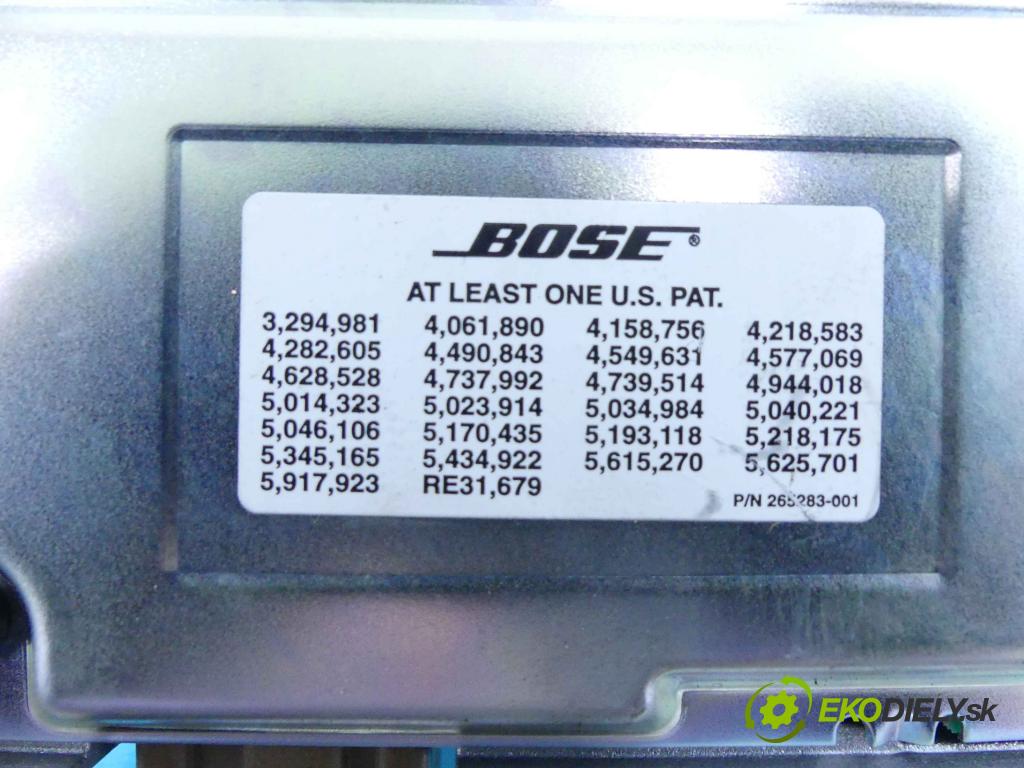 BOSE®
AT LEAST ONE U.S. PAT.
3,294,981 4,061,890 4,158,756 4,218,583
4,282,605 4,490,843 4,549,631 4,577,069
4,628,528 4,737,992 4,739,514 4,944,018
5,014,323 5,023,914 5,034,984 5,040,221
5,046,106 5,170,435 5,193,118 5,218,175
5,345,165 5,434,922 5,615,270 5,625,701
5,917,923 RE31,679
P/N 265283-001
EKODIELY.sk